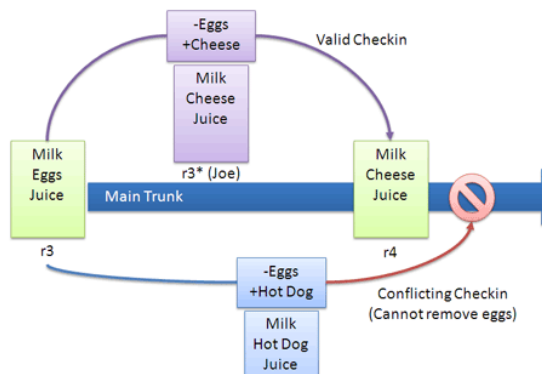 -Eggs
+Cheese
Valid Checkin
Milk
Cheese
Juice
r3* (Joe)
Milk
Eggs
Juice
r3
Main Trunk
Milk
Cheese
Juice
r4
-Eggs
+Hot Dog
Milk
Hot Dog
Juice
Conflicting Checkin
(Cannot remove eggs)